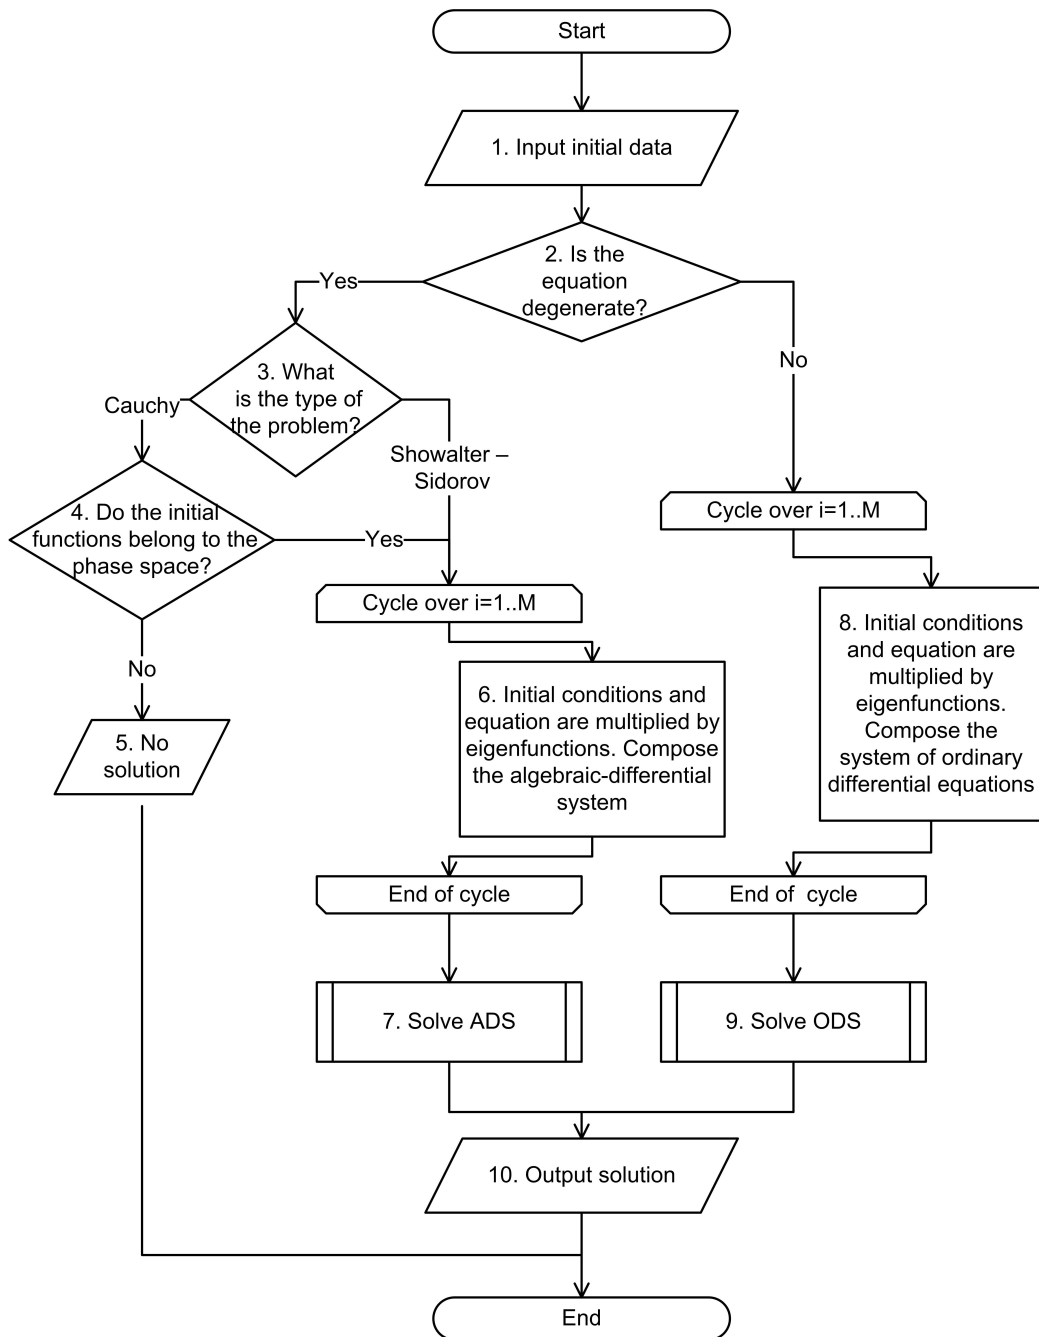 Start
1. Input initial data
2. Is the
equation
degenerate?
Yes
No
3. What
is the type of
the problem?
Cauchy
Showalter –
Sidorov
4. Do the initial
functions belong to the
phase space?
Yes
No
5. No
solution
Cycle over i=1..M
6. Initial conditions and
equation are multiplied by
eigenfunctions. Compose
the algebraic-differential
system
End of cycle
7. Solve ADS
Cycle over i=1..M
8. Initial conditions
and equation are
multiplied by
eigenfunctions.
Compose the
system of ordinary
differential equations
End of  cycle
9. Solve ODS
10. Output solution
End